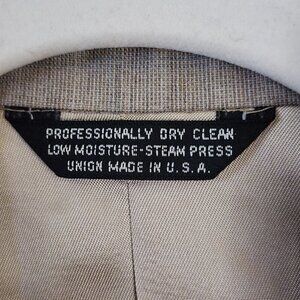 PROFESSIONALLY DRY CLEAN
LOW MOISTURE-STEAM PRESS
UNION MADE IN U.S.A.